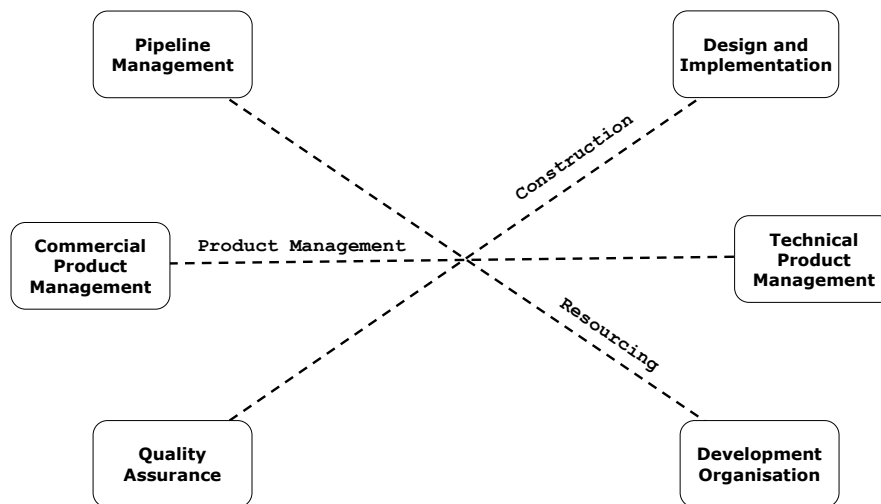 Pipeline
Management
Design and
Implementation
Construction
Commercial
Product
Management
Product Management
Technical
Product
Management
Resourcing
Quality
Assurance
Development
Organisation